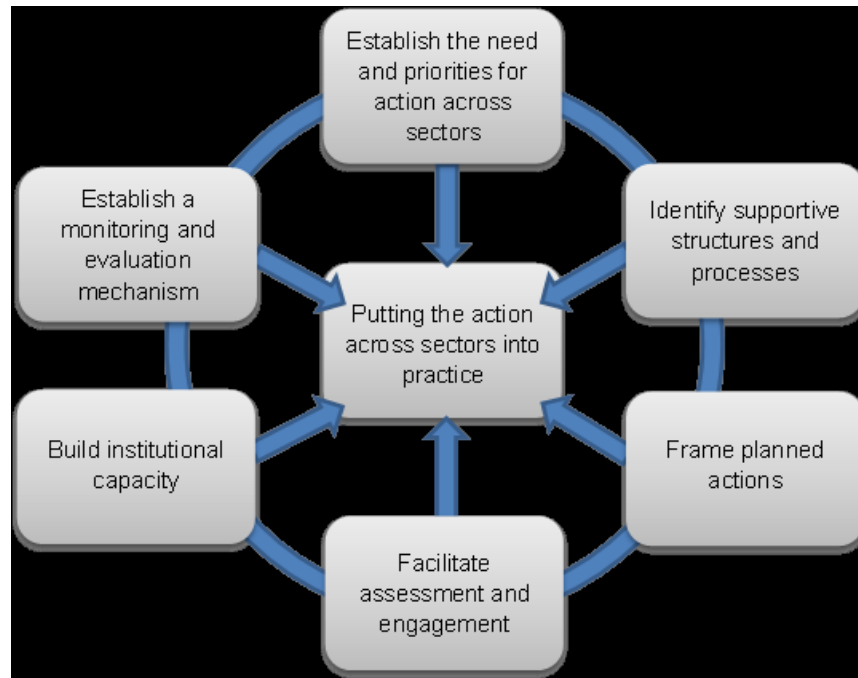 Establish the need
and priorities for
action across
sectors
Identify supportive
structures and
processes
Frame planned
actions
Facilitate
assessment and
engagement
Build institutional
capacity
Establish a
monitoring and
evaluation
mechanism
Putting the action
across sectors into
practice